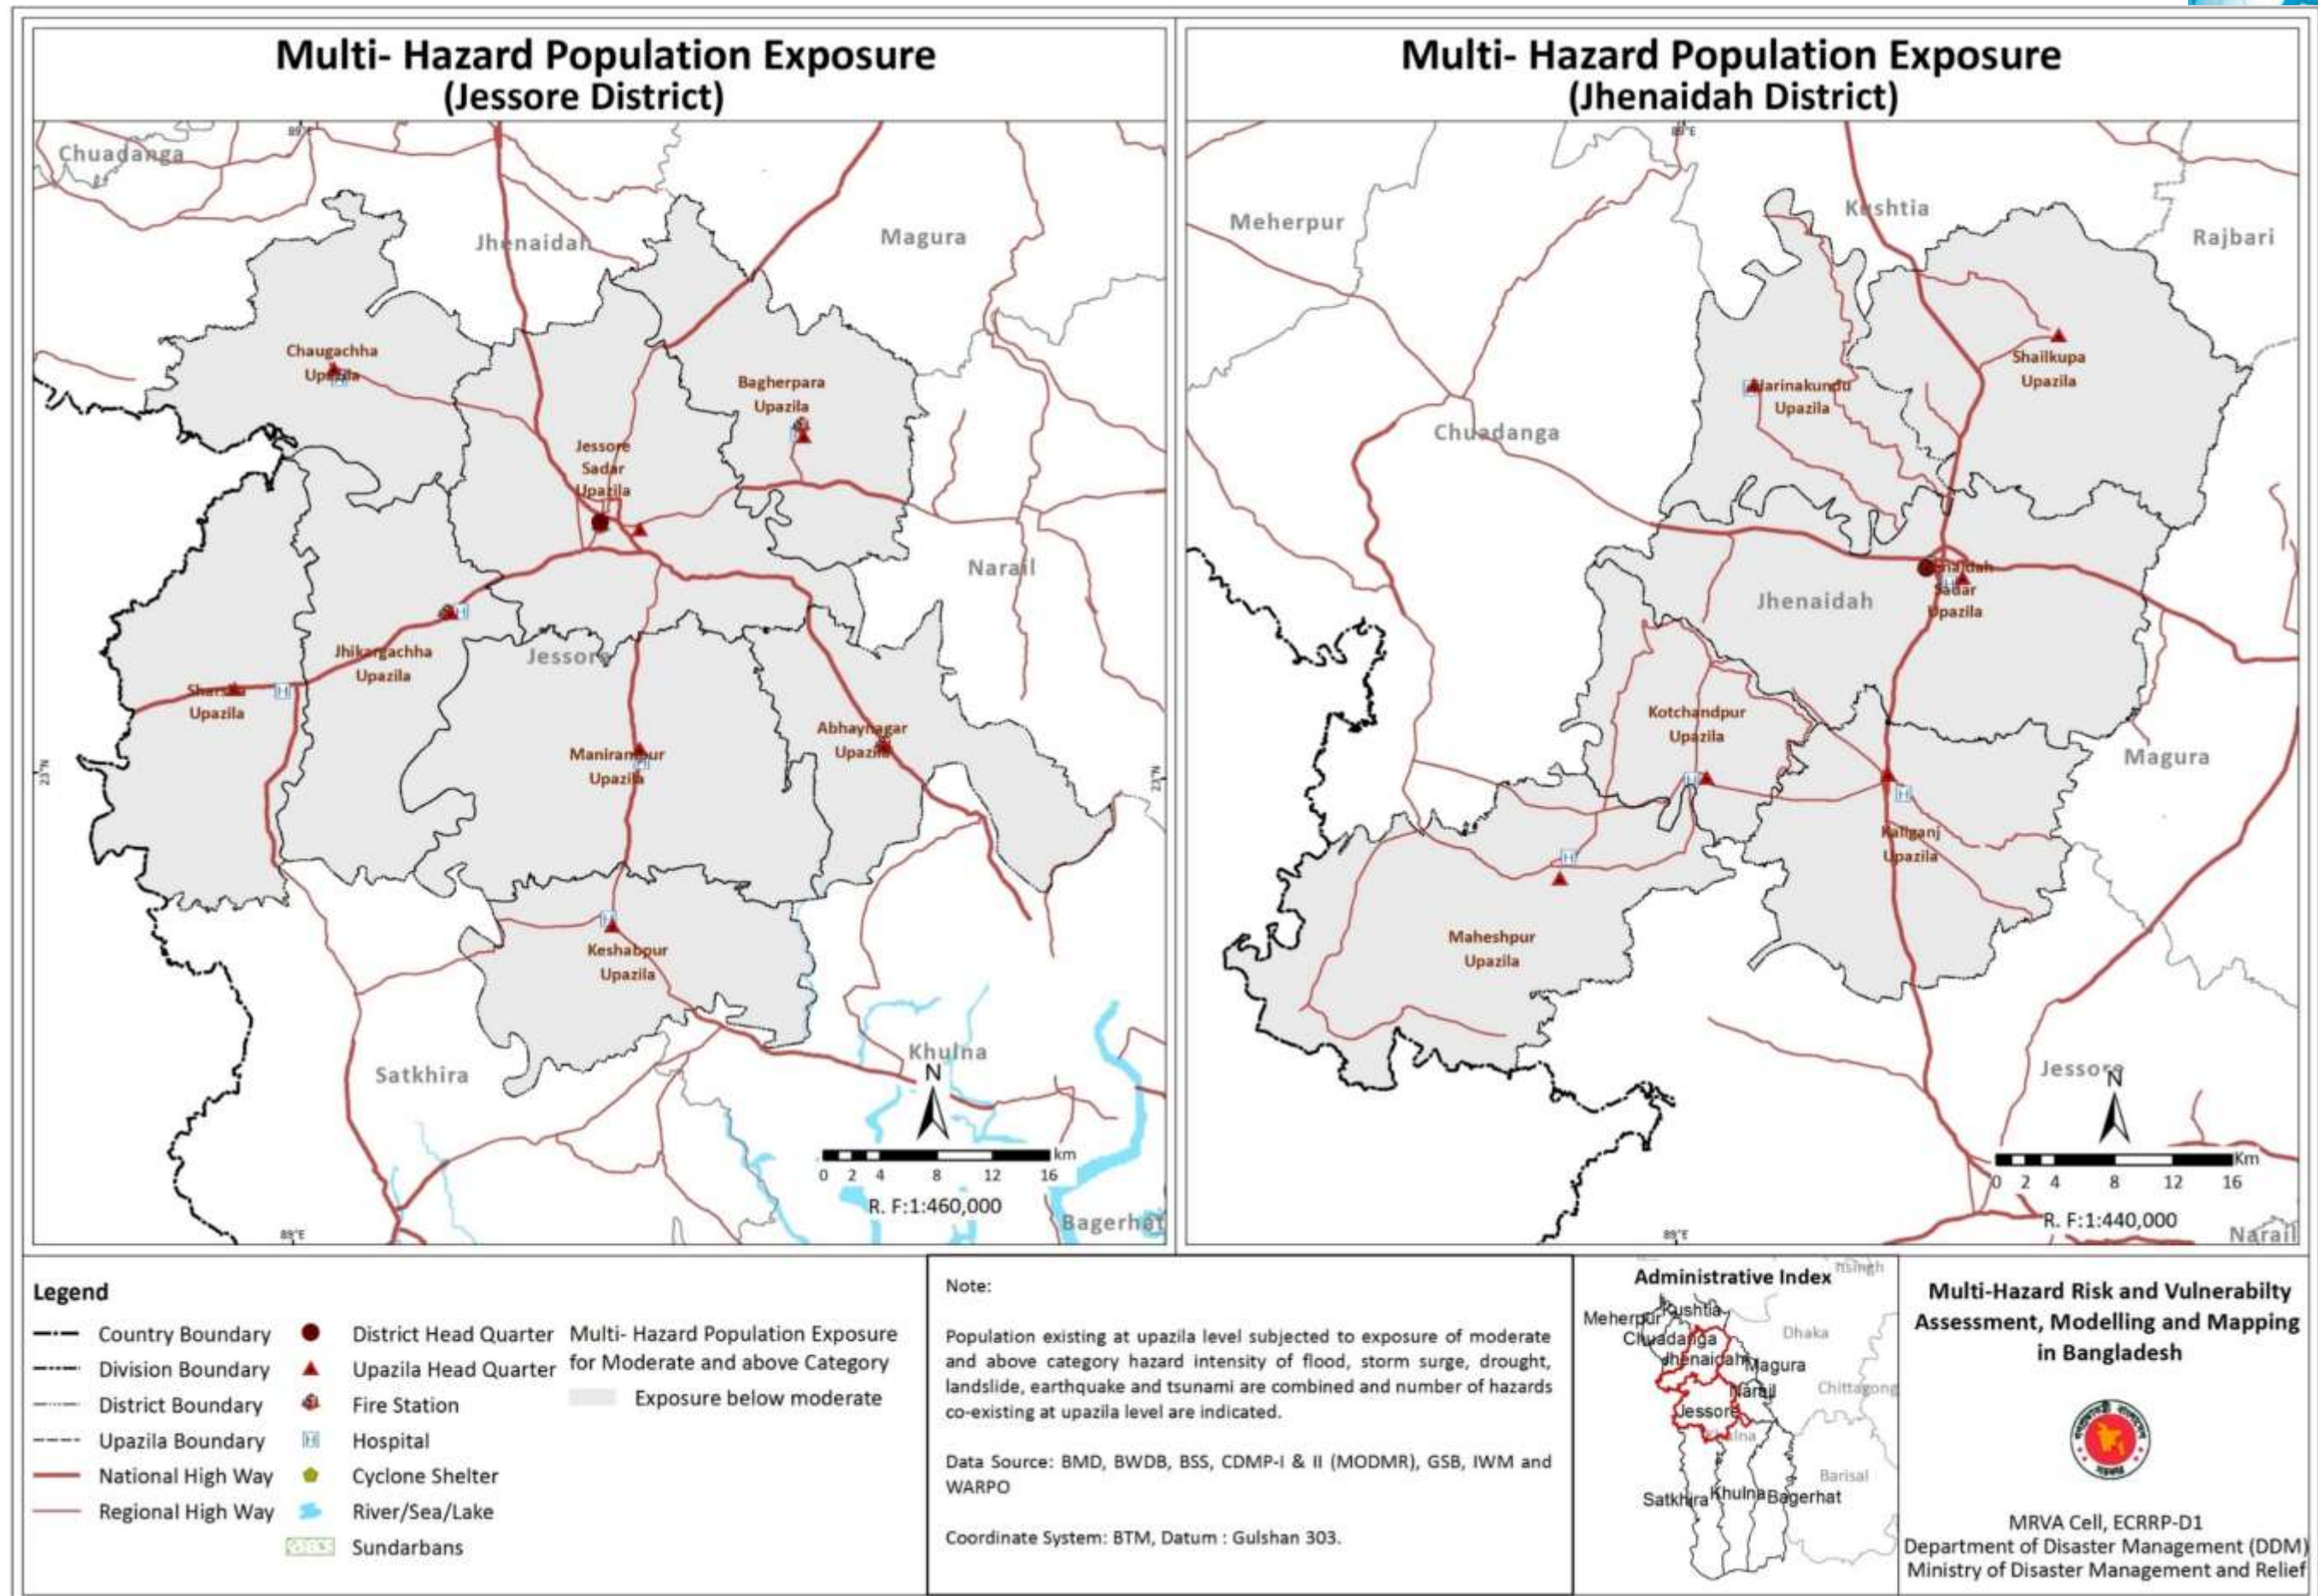 Multi- Hazard Population Exposure
(Jessore District)
89°E
Chuadanga
Jhenaidah
Magura
Chaugachha
Upazila
Bagherpara
Upazila
Jessore
Sadar
Upazila
Narail
Jhikargachha
Upazila
Jessore
Sharsha
Upazila
Abhaynagar
Upazila
Manirampur
Upazila
23°N
23°N
Keshabpur
Upazila
Khulna
Satkhira
N
km
0 2 4 8 12 16
R. F:1:460,000
Bagerhat
89°E
Multi- Hazard Population Exposure
(Jhenaidah District)
89°E
Meherpur
Kushtia
Rajbari
Shailkupa
Upazila
Harinakundu
Upazila
Chuadanga
Sadar
Upazila
Jhenaidah
Kotchandpur
Upazila
Magura
Kaliganj
Upazila
Maheshpur
Upazila
Jessore
N
Km
0 2 4 8 12 16
R. F:1:440,000
89°E
Narail
Legend
Country Boundary
Division Boundary
District Boundary
Upazila Boundary
National High Way
Regional High Way
District Head Quarter
Upazila Head Quarter
Fire Station
H Hospital
Cyclone Shelter
River/Sea/Lake
Sundarbans
Multi- Hazard Population Exposure
for Moderate and above Category
Exposure below moderate
Note:
Population existing at upazila level subjected to exposure of moderate
and above category hazard intensity of flood, storm surge, drought,
landslide, earthquake and tsunami are combined and number of hazards
co-existing at upazila level are indicated.
Data Source: BMD, BWDB, BSS, CDMP-I & II (MODMR), GSB, IWM and
WARPO
Coordinate System: BTM, Datum : Gulshan 303.
Administrative Index
nsingh
Meherpur
Kushtia
Chuadanga
Dhaka
Jhenaidah
Magura
Narail
Chittagong
Jessore
Khulna
Barisal
Satkhira
Khulna
Bagerhat
Multi-Hazard Risk and Vulnerabilty
Assessment, Modelling and Mapping
in Bangladesh
MRVA Cell, ECRRP-D1
Department of Disaster Management (DDM)
Ministry of Disaster Management and Relief